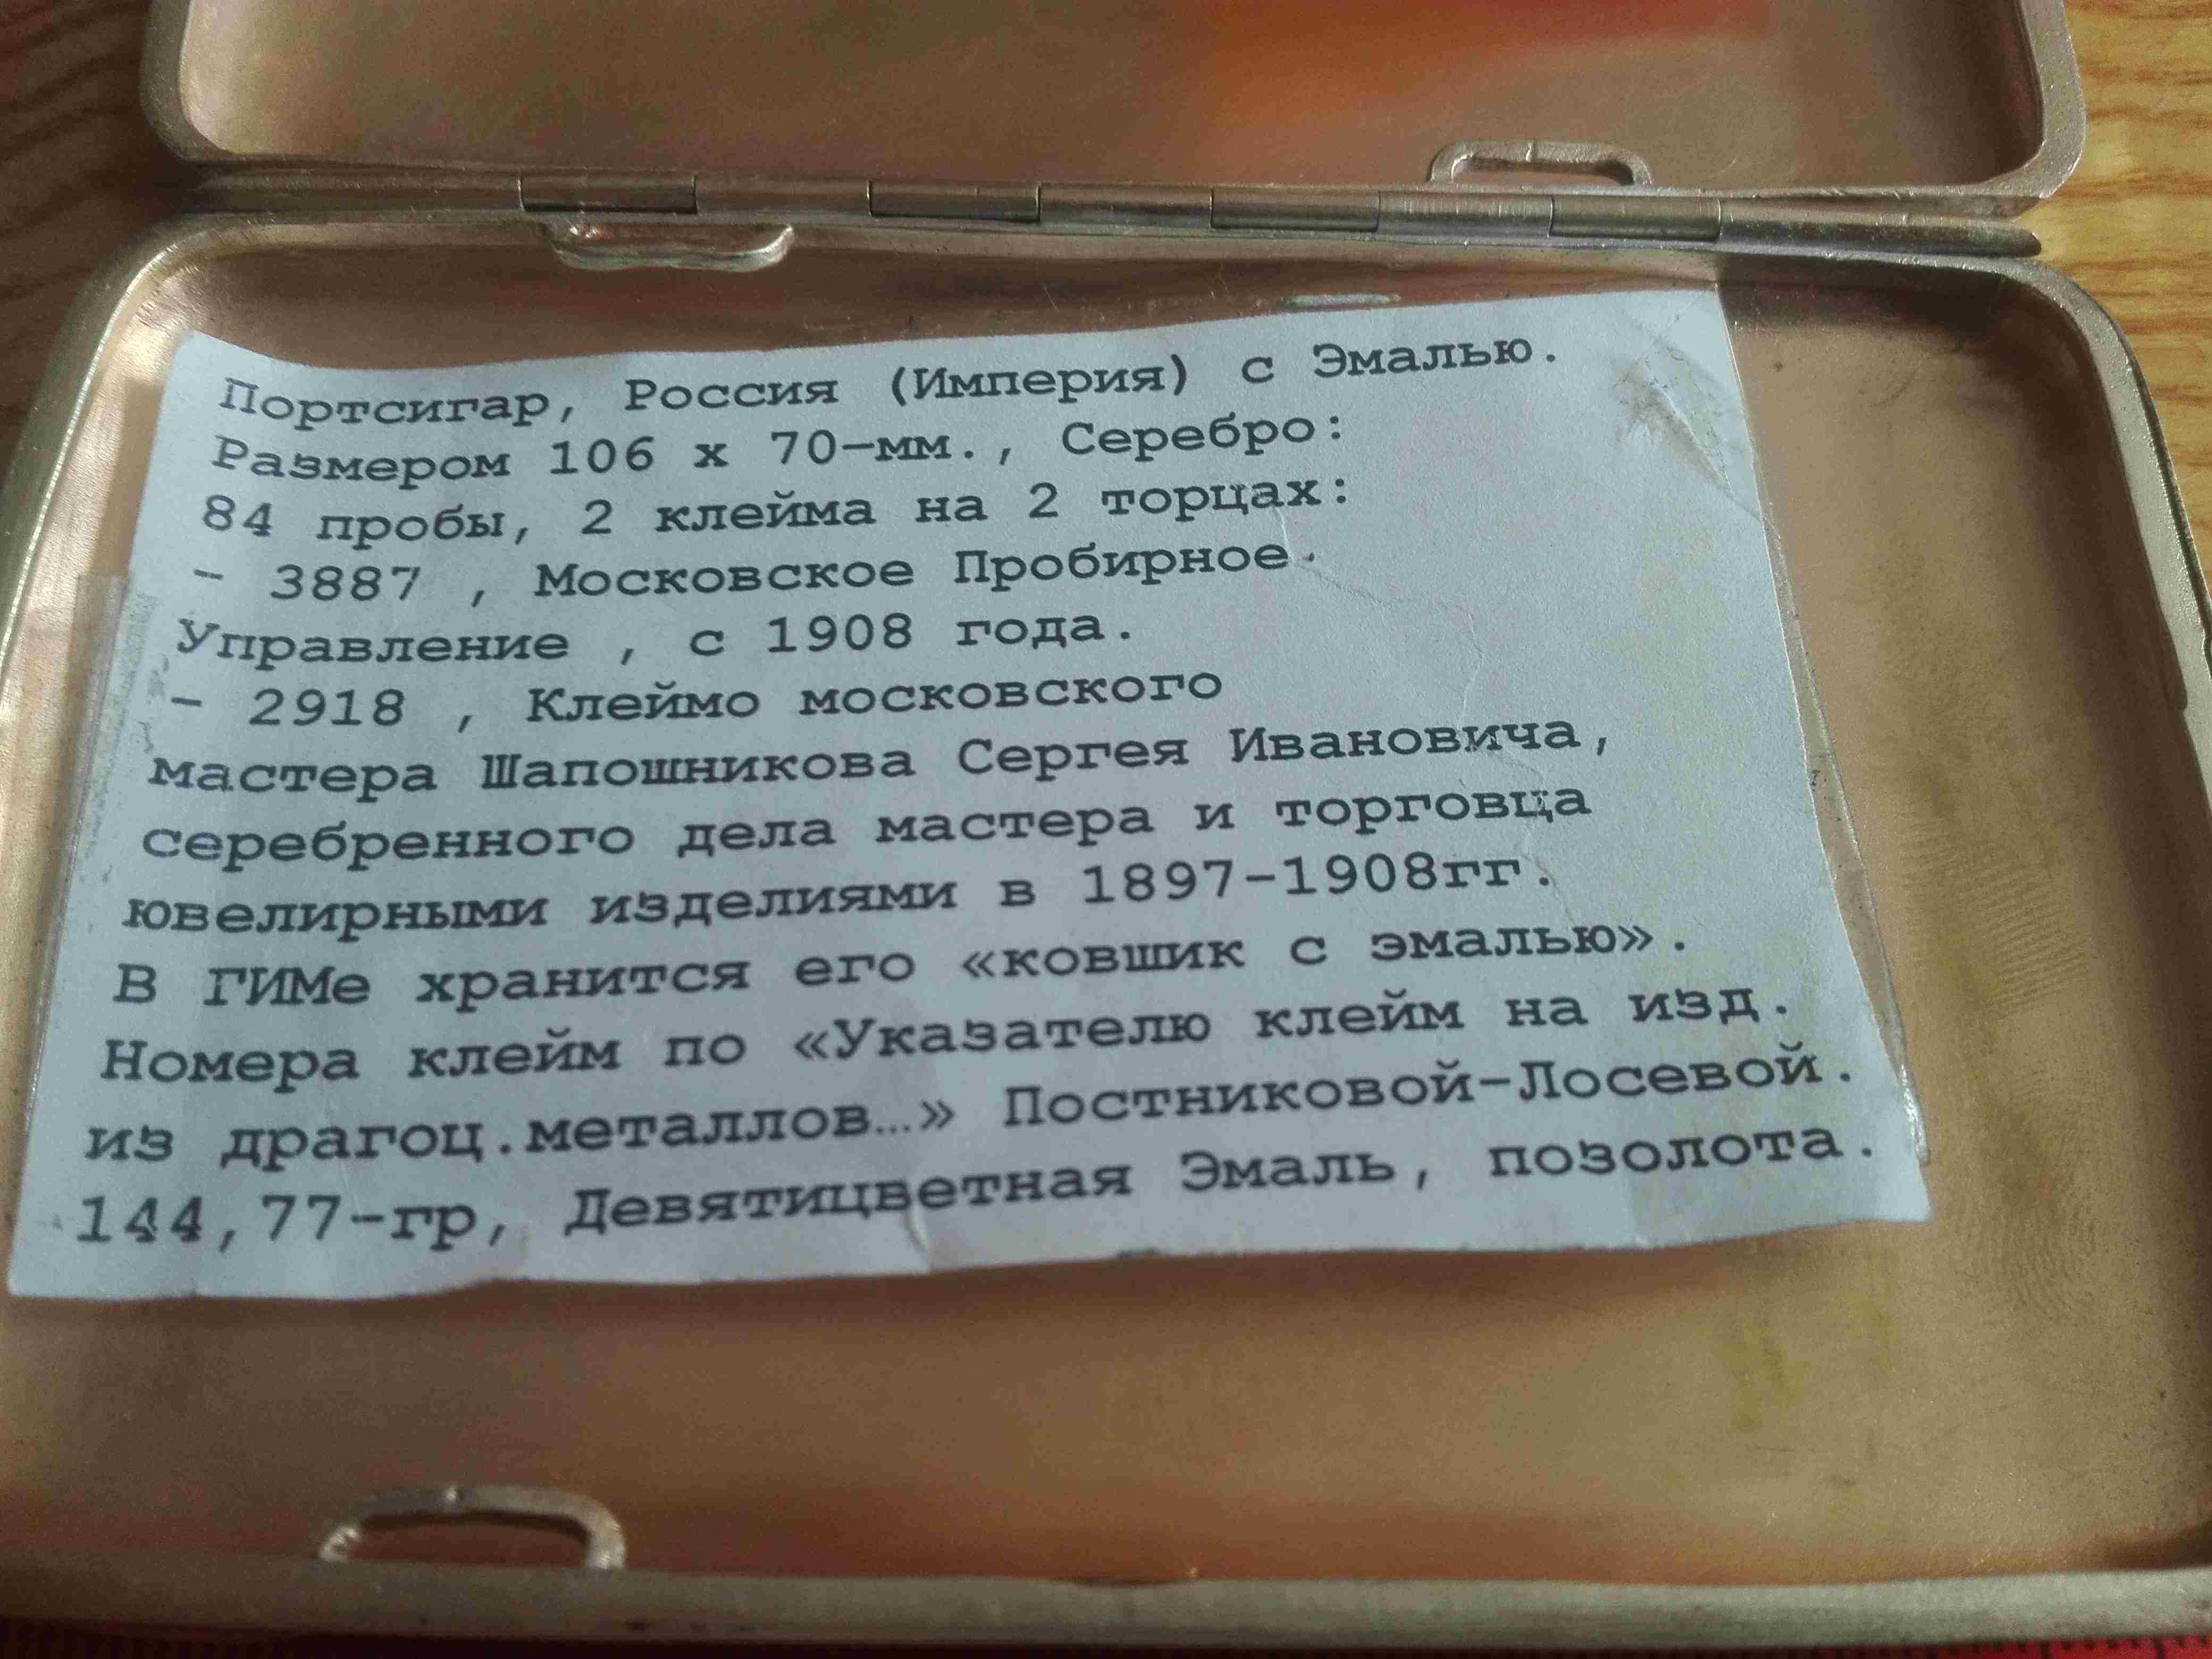 Портсигар, Россия (Империя) с Эмалью.
Размером 106 х 70-мм., Серебро:
84 пробы, 2 клейма на 2 торцах:
- 3887 , Московское Пробирное.
Управление , с 1908 года.
- 2918 , Клеймо московского
мастера Шапошникова Сергея Ивановича,
серебренного дела мастера и торговца
ювелирными изделиями в 1897-1908гг.
В ГИМе хранится его «ковшик с эмалью».
Номера клейм по «Указателю клейм на изд.
из драгоц.металлов…» Постниковой-Лосевой.
144,77-гр, Девятицветная Эмаль, позолота.